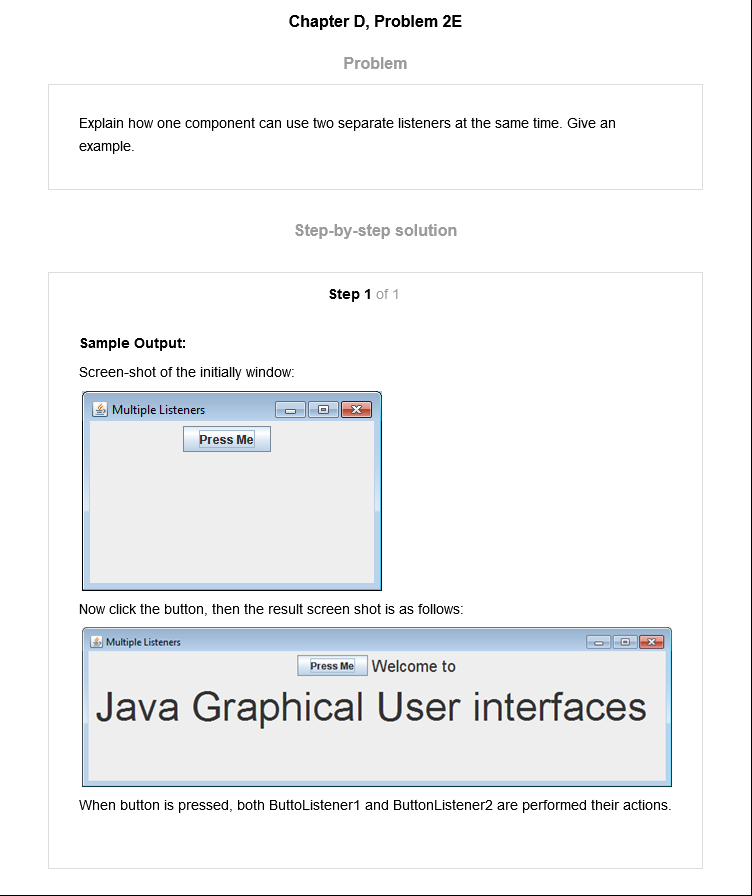 Chapter D, Problem 2E
Problem
Explain how one component can use two separate listeners at the same time. Give an
example.
Step-by-step solution
Step 1 of 1
Sample Output:
Screen-shot of the initially window:
Multiple Listeners
Press Me
Now click the button, then the result screen shot is as follows:
Multiple Listeners
Press Me Welcome to
Java Graphical User interfaces
When button is pressed, both ButtoListener1 and ButtonListener2 are performed their actions.